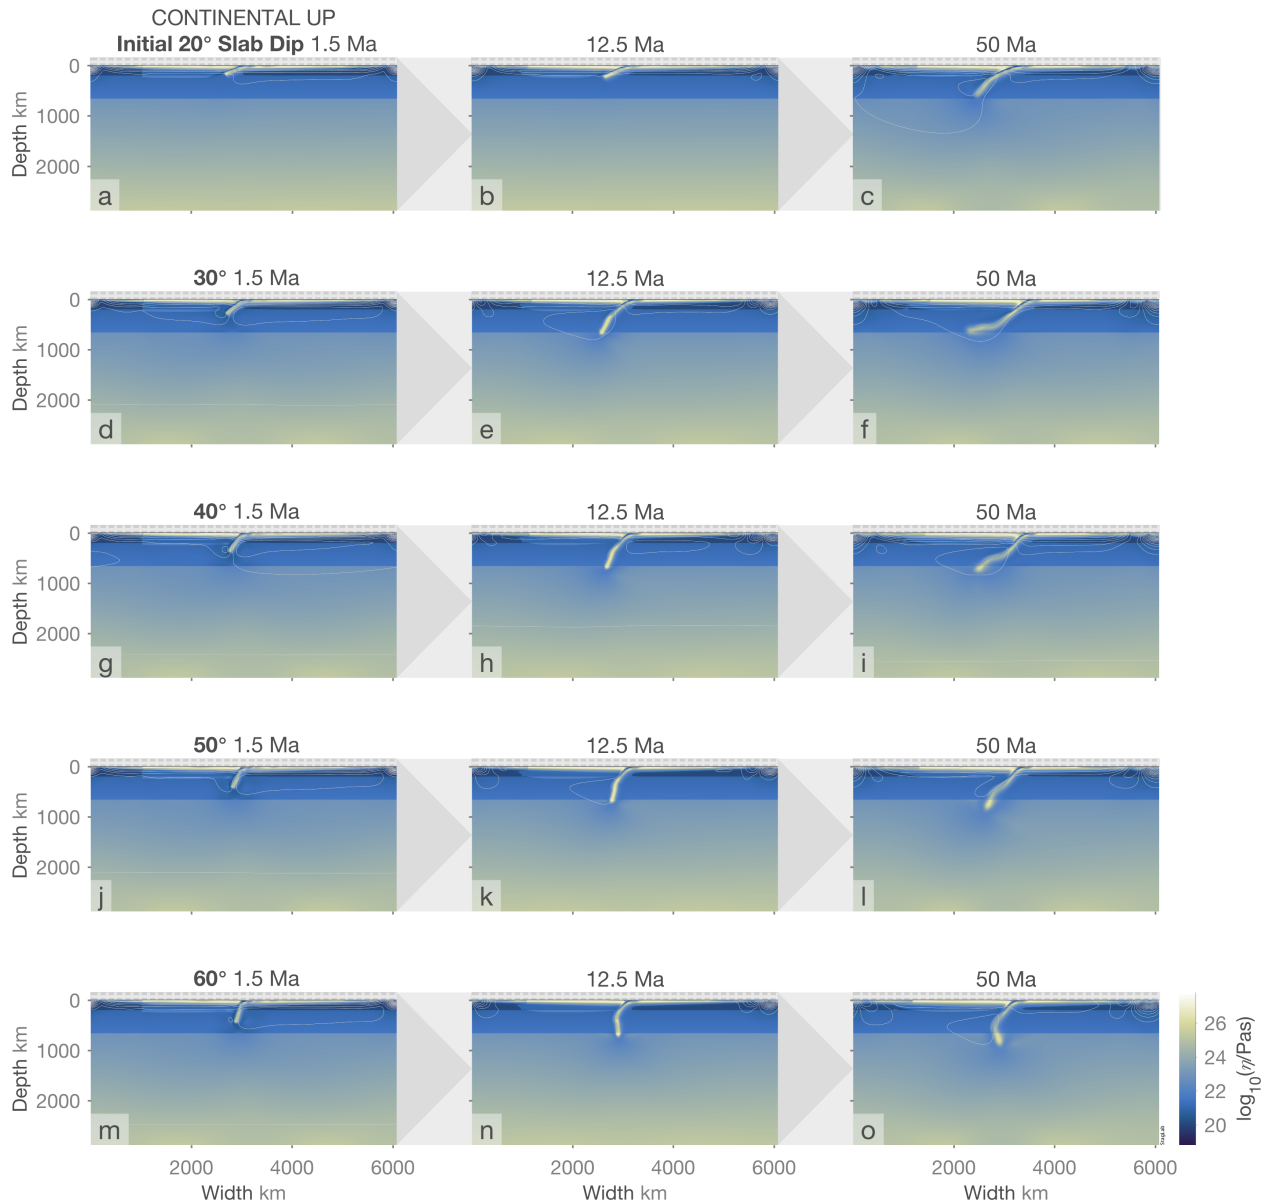 CONTINENTAL UP
Initial 20° Slab Dip 1.5 Ma
12.5 Ma
50 Ma
0
1000
2000
Depth km
a
b
c
30° 1.5 Ma
12.5 Ma
50 Ma
0
1000
2000
Depth km
d
e
f
40° 1.5 Ma
12.5 Ma
50 Ma
0
1000
2000
Depth km
g
h
i
50° 1.5 Ma
12.5 Ma
50 Ma
0
1000
2000
Depth km
j
k
l
60° 1.5 Ma
12.5 Ma
50 Ma
0
1000
2000
Depth km
m
n
o
2000 4000 6000
Width km
2000 4000 6000
Width km
2000 4000 6000
Width km
26
24
22
20
log10(η/Pas)
StagLab